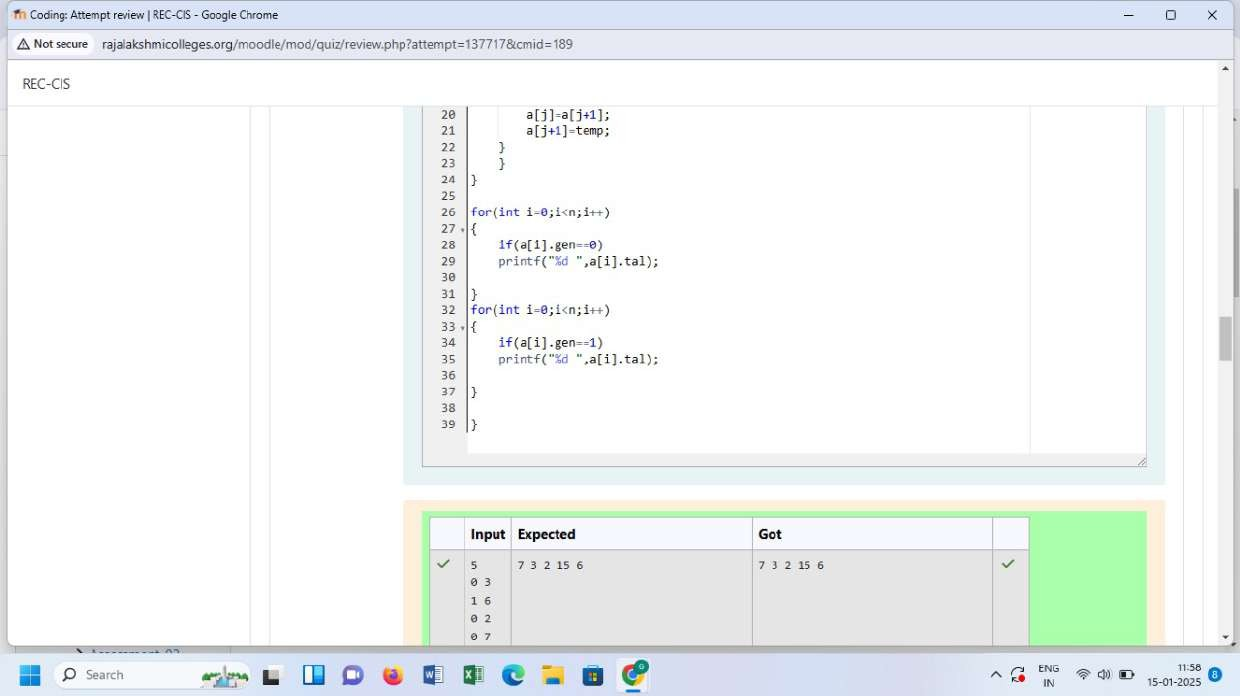 Coding: Attempt review | REC-CIS - Google Chrome
Not secure rajalakshmicolleges.org/moodle/mod/quiz/review.php?attempt=137717&cmid=189
REC-CIS
20 a[j]=a[j+1];
21 a[j+1]=temp;
22 }
23 }
24 }
25
26 for(int i=0;i<n;i++)
27 {
28 if(a[i].gen==0)
29 printf("%d ",a[i].tal);
30
31 }
32 for(int i=0;i<n;i++)
33 {
34 if(a[i].gen==1)
35 printf("%d ",a[i].tal);
36
37 }
38
39 }
Input Expected Got
5 7 3 2 15 6 7 3 2 15 6
0 3
1 6
0 2
0 7
Search
ENG
IN
11:58
15-01-2025
8